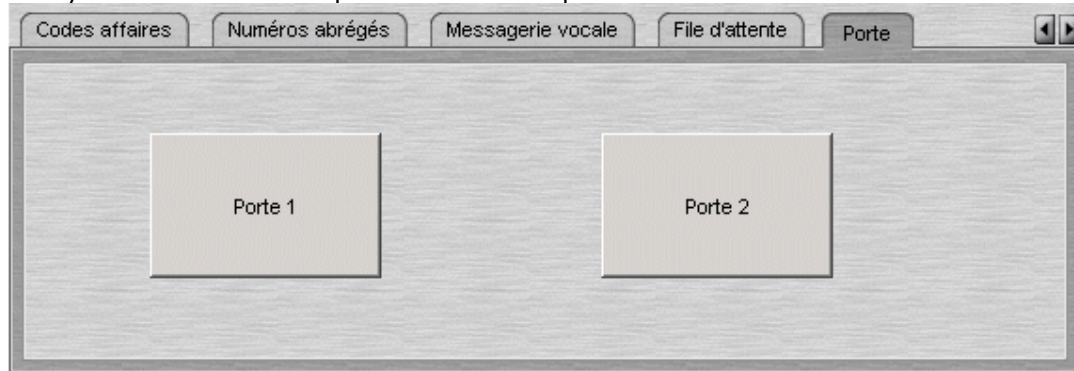 Codes affaires Numéros abrégés Messagerie vocale File d'attente Porte
Porte 1 Porte 2